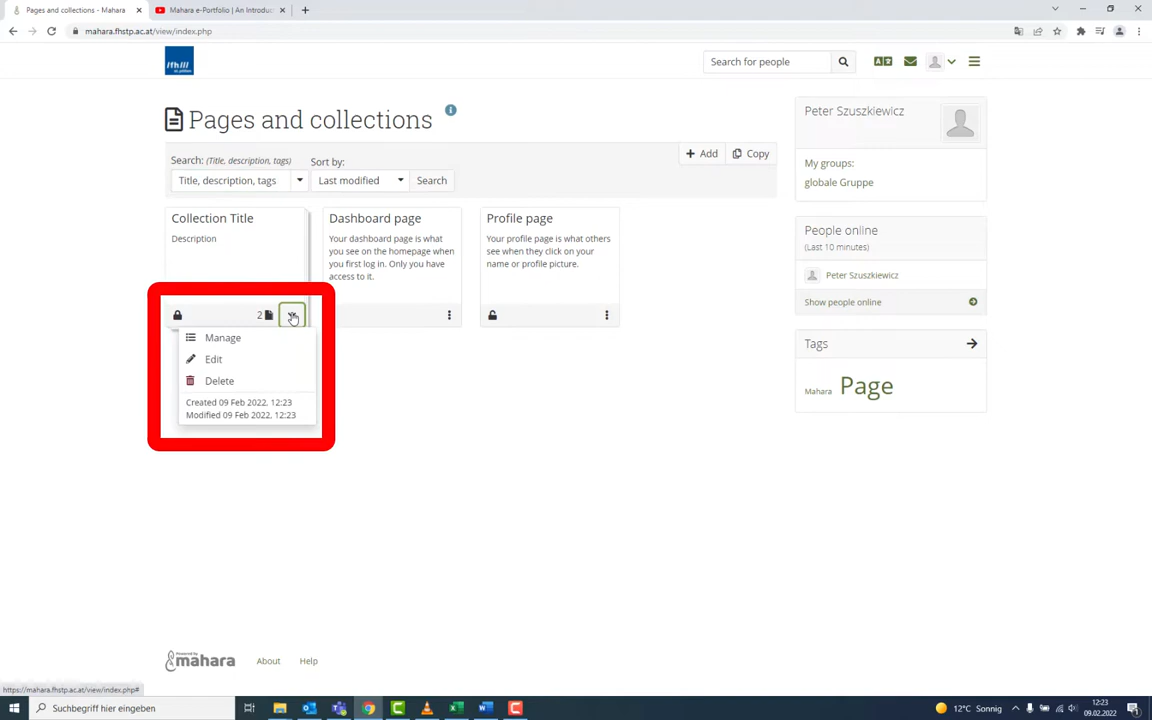 Pages and collections - Mahara
Mahara e-Portfolio | An Introduc
mahara.fhstp.ac.at/view/index.php
/fh///
st. pölten
Search for people
Pages and collections
Add
Copy
Search: (Title, description, tags)
Sort by:
Title, description, tags
Last modified
Search
Collection Title
Description
2
Manage
Edit
Delete
Created 09 Feb 2022, 12:23
Modified 09 Feb 2022, 12:23
Dashboard page
Your dashboard page is what
you see on the homepage when
you first log in. Only you have
access to it.
Profile page
Your profile page is what others
see when they click on your
name or profile picture.
Peter Szuszkiewicz
My groups:
globale Gruppe
People online
(Last 10 minutes)
Peter Szuszkiewicz
Show people online
Tags
Mahara Page
Powered by
mahara
About
Help
https://mahara.fhstp.ac.at/view/index.php#
Suchbegriff hier eingeben
12°C Sonnig
12:23
09.02.2022